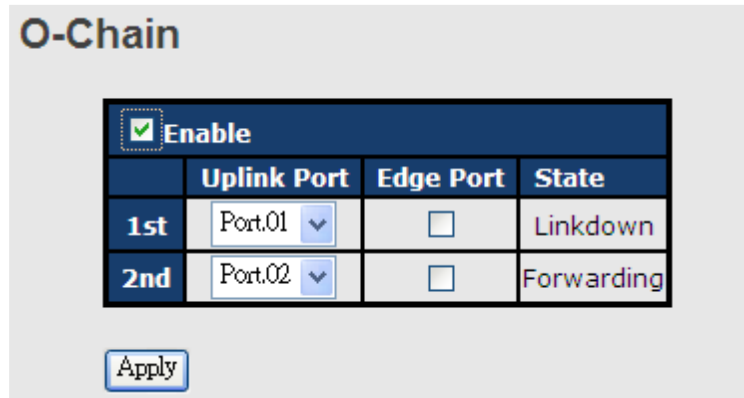 O-Chain
Enable
Uplink Port Edge Port State
1st Port.01 Linkdown
2nd Port.02 Forwarding
Apply